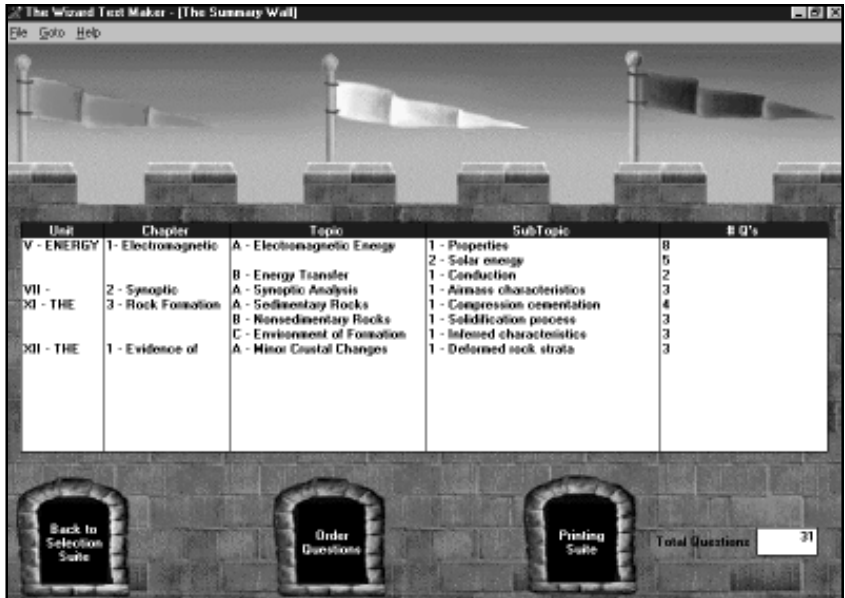 The Wizard Test Maker - [The Summary Wall]
File Goto Help
Unit Chapter Topic SubTopic # Q's
V - ENERGY 1- Electromagnetic A - Electromagnetic Energy 1 - Properties 8
2 - Solar energy 5
B - Energy Transfer 1 - Conduction 2
VII - 2 - Synoptic A - Synoptic Analysis 1 - Airmass characteristics 3
XI - THE 3 - Rock Formation A - Sedimentary Rocks 1 - Compression cementation 4
B - Nonsedimentary Rocks 1 - Solidification process 3
C - Environment of Formation 1 - Inferred characteristics 3
XII - THE 1 - Evidence of A - Minor Crustal Changes 1 - Deformed rock strata 3
Back to
Selection
Suite
Order
Questions
Printing
Suite
Total Questions 31